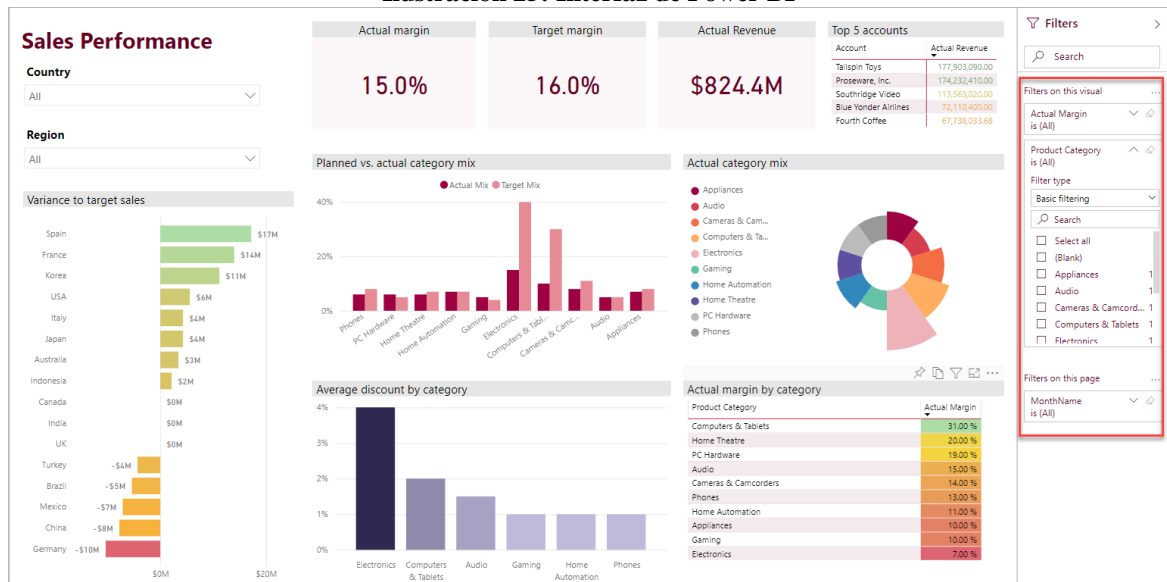 Ilustración 13. Interfaz de Power BI
Sales Performance
Country
All
Region
All
Variance to target sales
Spain $17M
France $14M
Korea $11M
USA $6M
Italy $4M
Japan $4M
Australia $3M
Indonesia $2M
Canada $0M
India $0M
UK $0M
Turkey -$4M
Brazil -$5M
Mexico -$7M
China -$8M
Germany -$10M
$0M $20M
Actual margin
15.0%
Target margin
16.0%
Actual Revenue
$824.4M
Top 5 accounts
Account Actual Revenue
Tailspin Toys 177,903,090.00
Proseware, Inc. 174,232,410.00
Southridge Video 113,563,020.00
Blue Yonder Airlines 72,110,400.00
Fourth Coffee 67,738,033.68
Planned vs. actual category mix
Actual Mix Target Mix
40%
20%
0%
Phones
PC Hardware
Home Theatre
Home Automation
Gaming
Electronics
Computers & Tabl...
Cameras & Camc...
Audio
Appliances
Actual category mix
Appliances
Audio
Cameras & Cam...
Computers & Ta...
Electronics
Gaming
Home Automation
Home Theatre
PC Hardware
Phones
Average discount by category
4%
3%
2%
1%
0%
Electronics Computers Audio Gaming Home Phones
& Tablets Automation
Actual margin by category
Product Category Actual Margin
Computers & Tablets 31.00 %
Home Theatre 20.00 %
PC Hardware 19.00 %
Audio 15.00 %
Cameras & Camcorders 14.00 %
Phones 13.00 %
Home Automation 11.00 %
Appliances 10.00 %
Gaming 10.00 %
Electronics 7.00 %
Filters
Search
Filters on this visual ...
Actual Margin
is (All)
Product Category
is (All)
Filter type
Basic filtering
Search
Select all
(Blank)
Appliances 1
Audio 1
Cameras & Camcord... 1
Computers & Tablets 1
Electronics 1
Filters on this page ...
MonthName
is (All)